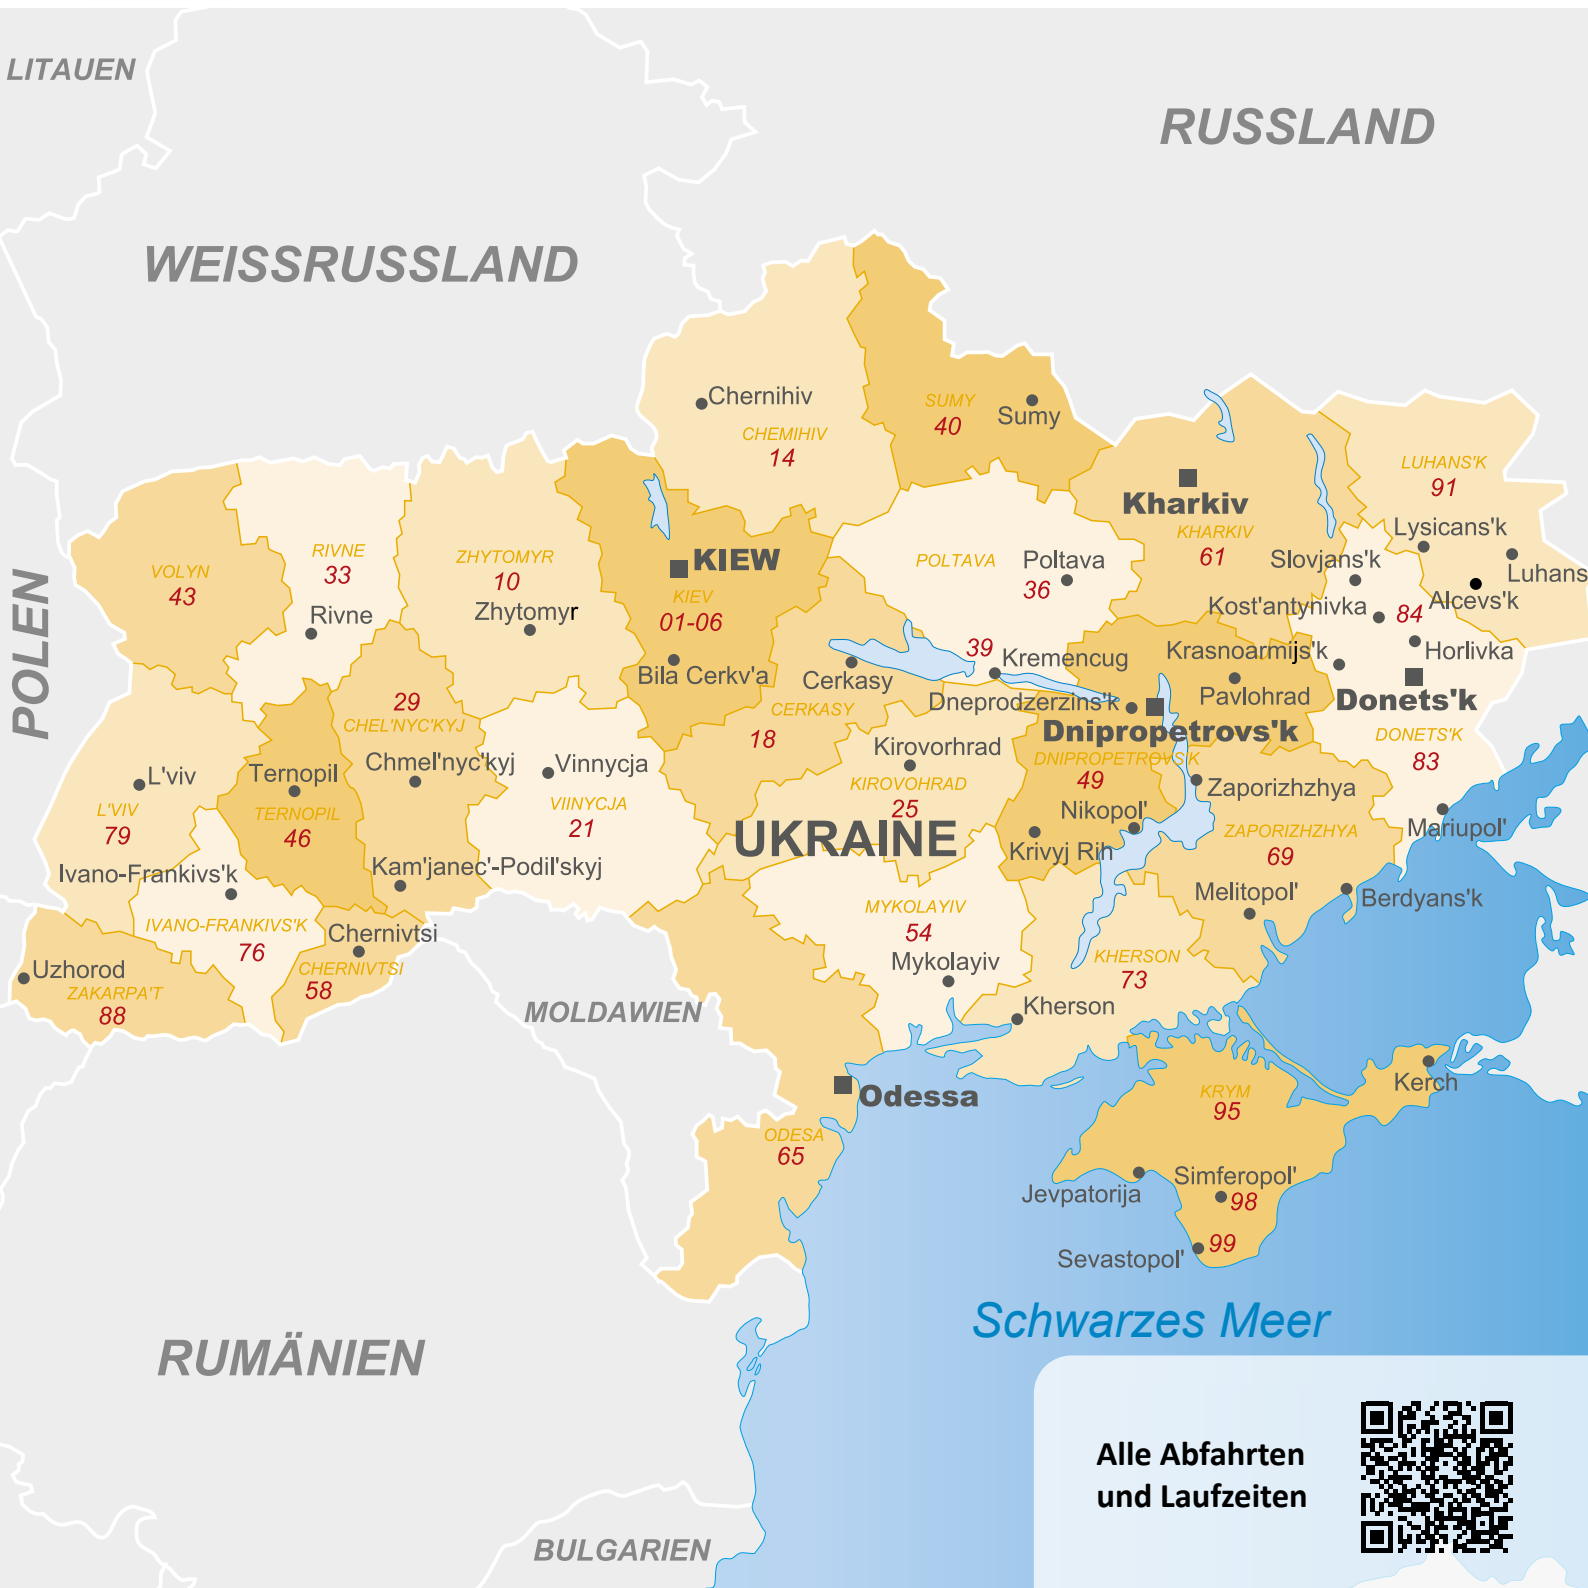 LITAUEN
RUSSLAND
WEISSRUSSLAND
POLEN
Chernihiv
CHEMIHIV
14
SUMY
40
Sumy
Kharkiv
KHARKIV
61
LUHANS'K
91
Lysicans'k
Luhans
Alcevs'k
Slovjans'k
Kost'antynivka
84
Horlivka
Krasnoarmijs'k
Pavlohrad
Donets'k
DONETS'K
83
Mariupol'
VOLYN
43
RIVNE
33
Rivne
ZHYTOMYR
10
Zhytomyr
KIEW
KIEV
01-06
Bila Cerkv'a
POLTAVA
Poltava
36
39
Kremencug
Cerkasy
CERKASY
18
Dneprodzerzins'k
Dnipropetrovs'k
DNIPROPETROVS'K
49
Nikopol'
Krivyj Rih
Kirovorhrad
KIROVOHRAD
25
UKRAINE
29
CHEL'NYC'KYJ
Chmel'nyc'kyj
Vinnycja
VIINYCJA
21
Ternopil
TERNOPIL
46
L'viv
L'VIV
79
Ivano-Frankivs'k
IVANO-FRANKIVS'K
76
Kam'janec'-Podil'skyj
Chernivtsi
CHERNIVTSI
58
Uzhorod
ZAKARPA'T
88
Zaporizhzhya
ZAPORIZHZHYA
69
Melitopol'
Berdyans'k
MYKOLAYIV
54
Mykolayiv
KHERSON
73
Kherson
MOLDAWIEN
Odessa
ODESA
65
KRYM
95
Kerch
Jevpatorija
Simferopol'
98
Sevastopol'
99
Schwarzes Meer
RUMÄNIEN
BULGARIEN
Alle Abfahrten
und Laufzeiten